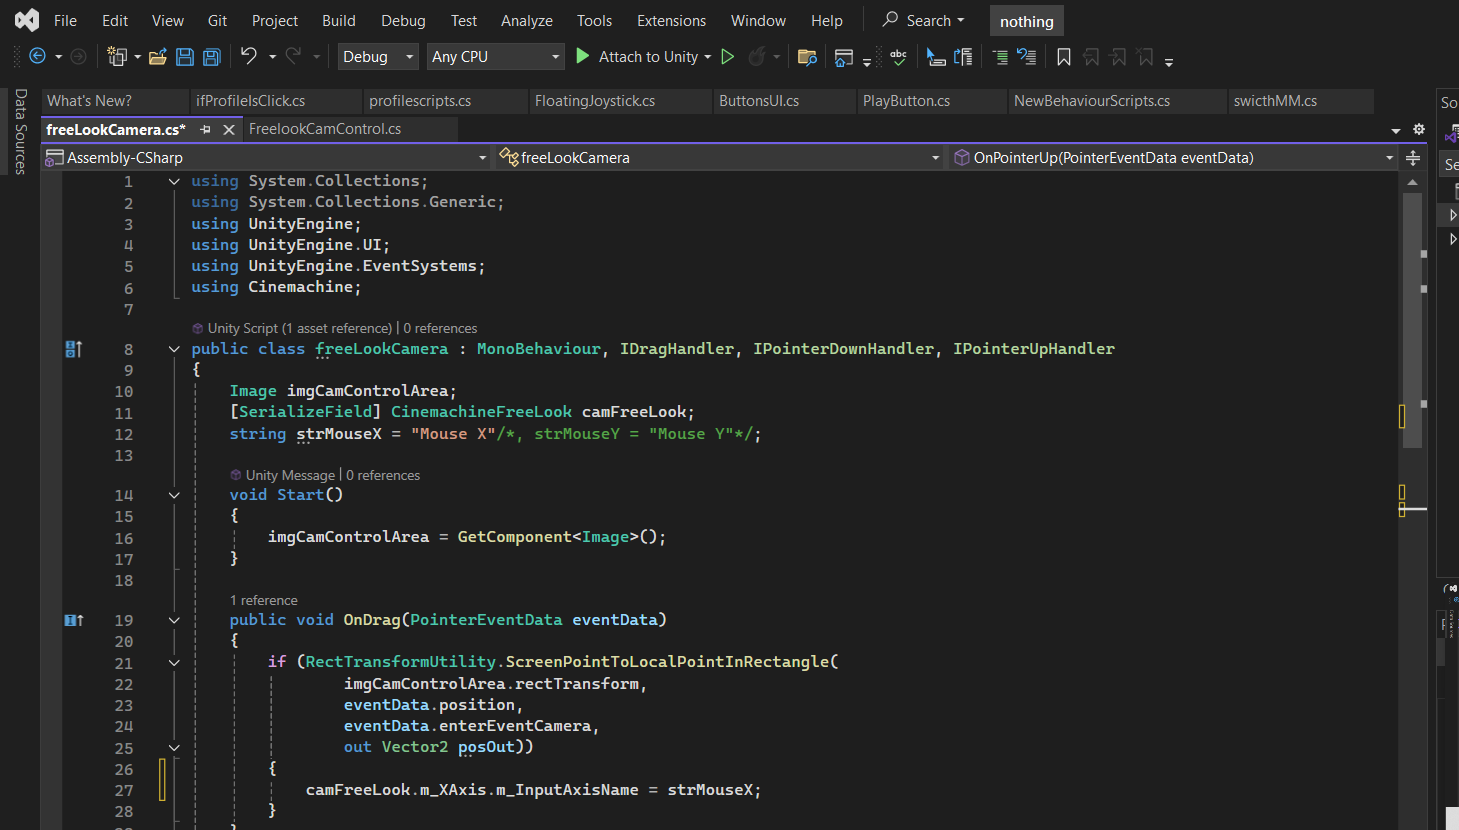 File Edit View Git Project Build Debug Test Analyze Tools Extensions Window Help Search nothing
Debug Any CPU Attach to Unity abc
Data Sources
What's New? ifProfileIsClick.cs profilescripts.cs FloatingJoystick.cs ButtonsUI.cs PlayButton.cs NewBehaviourScripts.cs swicthMM.cs
freeLookCamera.cs* FreelookCamControl.cs
Assembly-CSharp freeLookCamera OnPointerUp(PointerEventData eventData)
1 using System.Collections;
2 using System.Collections.Generic;
3 using UnityEngine;
4 using UnityEngine.UI;
5 using UnityEngine.EventSystems;
6 using Cinemachine;
7
Unity Script (1 asset reference) | 0 references
8 public class freeLookCamera : MonoBehaviour, IDragHandler, IPointerDownHandler, IPointerUpHandler
9 {
10 Image imgCamControlArea;
11 [SerializeField] CinemachineFreeLook camFreeLook;
12 string strMouseX = "Mouse X"/*, strMouseY = "Mouse Y"*/;
13
Unity Message | 0 references
14 void Start()
15 {
16 imgCamControlArea = GetComponent<Image>();
17 }
18
1 reference
19 public void OnDrag(PointerEventData eventData)
20 {
21 if (RectTransformUtility.ScreenPointToLocalPointInRectangle(
22 imgCamControlArea.rectTransform,
23 eventData.position,
24 eventData.enterEventCamera,
25 out Vector2 posOut))
26 {
27 camFreeLook.m_XAxis.m_InputAxisName = strMouseX;
28 }
So
Se